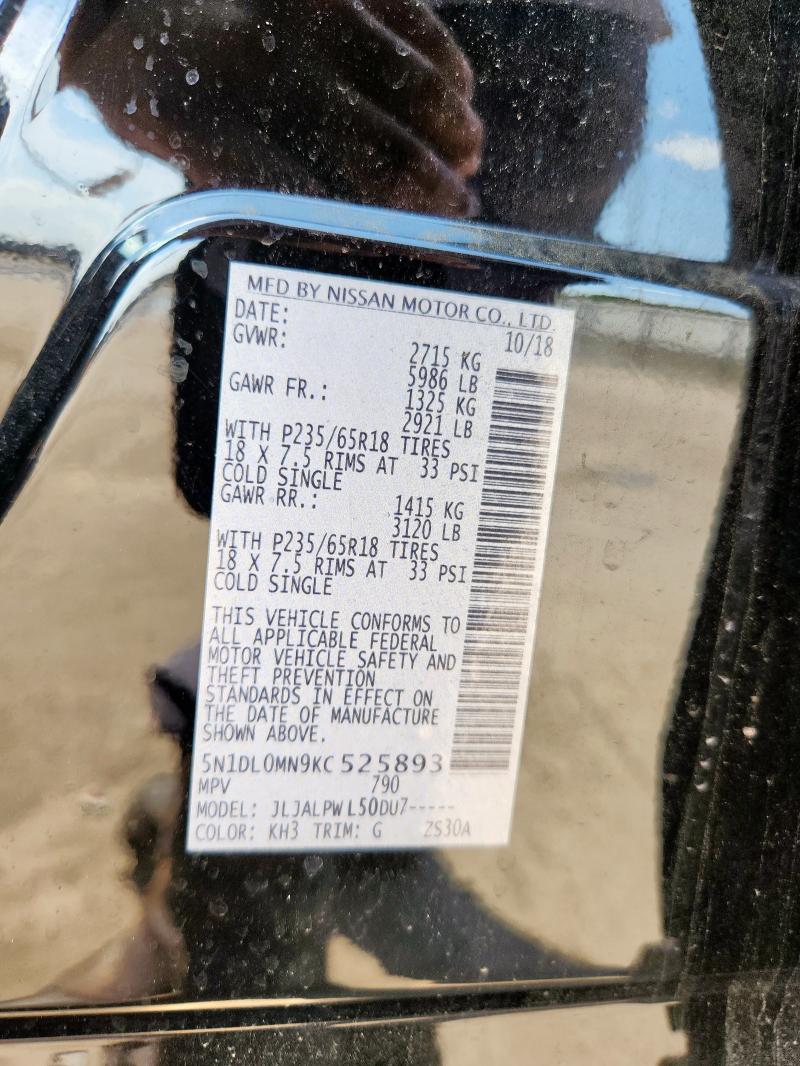 MFD BY NISSAN MOTOR CO., LTD.
DATE: 10/18
GVWR: 2715 KG
5986 LB
GAWR FR.: 1325 KG
2921 LB
WITH P235/65R18 TIRES
18 X 7.5 RIMS AT 33 PSI
COLD SINGLE
GAWR RR.: 1415 KG
3120 LB
WITH P235/65R18 TIRES
18 X 7.5 RIMS AT 33 PSI
COLD SINGLE
THIS VEHICLE CONFORMS TO
ALL APPLICABLE FEDERAL
MOTOR VEHICLE SAFETY AND
THEFT PREVENTION
STANDARDS IN EFFECT ON
THE DATE OF MANUFACTURE
SHOWN ABOVE.
5N1DL0MN9KC525893
MPV 790
MODEL: JLJALPWL50DU7-----
COLOR: KH3 TRIM: G ZS30A